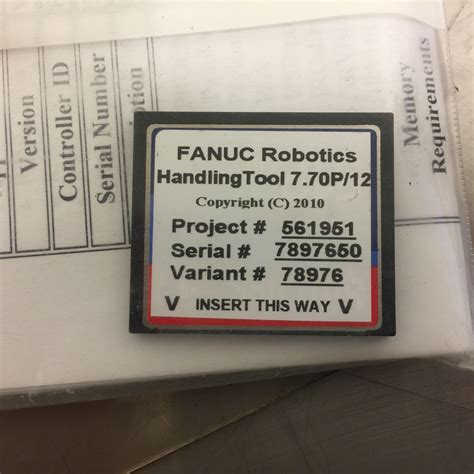 Version
Controller ID
Serial Number
Memory
Requirements
FANUC Robotics
HandlingTool 7.70P/12
Copyright (C) 2010
Project # 561951
Serial # 7897650
Variant # 78976
V INSERT THIS WAY V